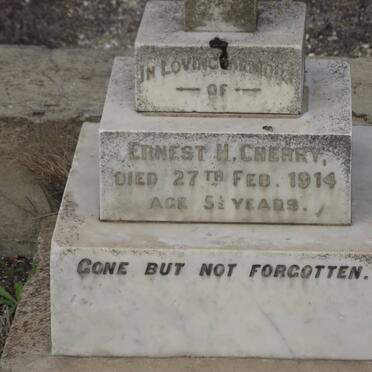 IN LOVING MEMORY
— OF —
ERNEST H. CHERRY,
DIED 27TH FEB. 1914
AGE 5½ YEARS.
GONE BUT NOT FORGOTTEN.